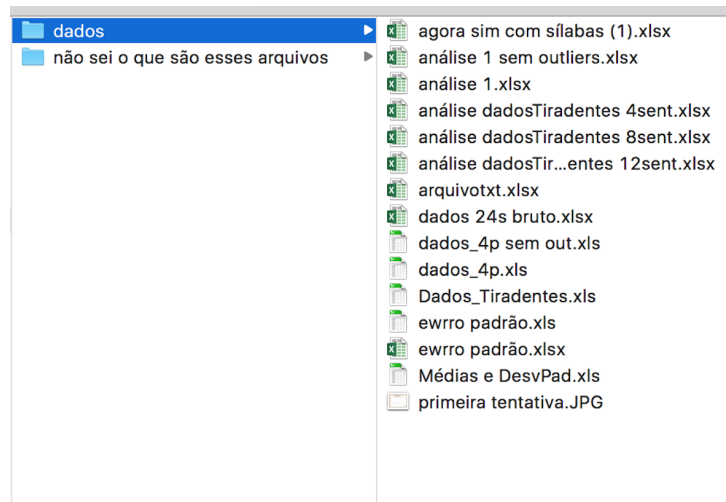 dados
não sei o que são esses arquivos
agora sim com sílabas (1).xlsx
análise 1 sem outliers.xlsx
análise 1.xlsx
análise dadosTiradentes 4sent.xlsx
análise dadosTiradentes 8sent.xlsx
análise dadosTir...entes 12sent.xlsx
arquivotxt.xlsx
dados 24s bruto.xlsx
dados_4p sem out.xls
dados_4p.xls
Dados_Tiradentes.xls
ewrro padrão.xls
ewrro padrão.xlsx
Médias e DesvPad.xls
primeira tentativa.JPG